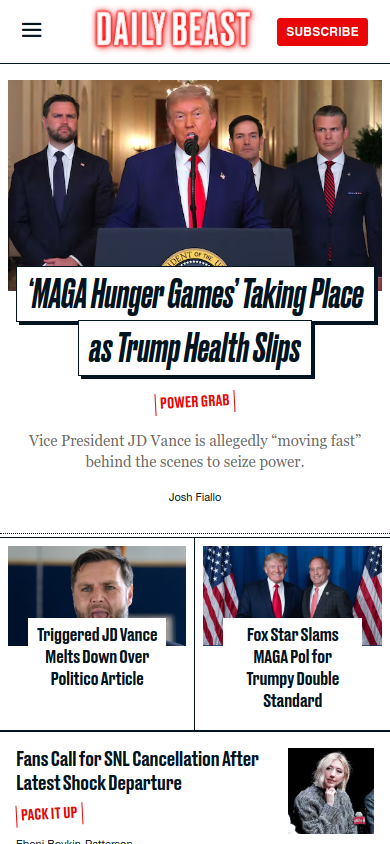 DAILY BEAST
SUBSCRIBE
‘MAGA Hunger Games’ Taking Place
as Trump Health Slips
POWER GRAB
Vice President JD Vance is allegedly “moving fast”
behind the scenes to seize power.
Josh Fiallo
Triggered JD Vance
Melts Down Over
Politico Article
Fox Star Slams
MAGA Pol for
Trumpy Double
Standard
Fans Call for SNL Cancellation After
Latest Shock Departure
PACK IT UP
Eboni Boykin-Patterson